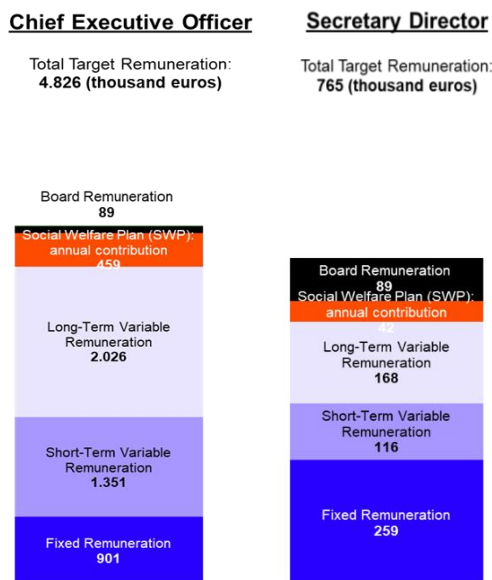 Chief Executive Officer
Total Target Remuneration:
4.826 (thousand euros)
Board Remuneration
89
Social Welfare Plan (SWP):
annual contribution
459
Long-Term Variable
Remuneration
2.026
Short-Term Variable
Remuneration
1.351
Fixed Remuneration
901
Secretary Director
Total Target Remuneration:
765 (thousand euros)
Board Remuneration
89
Social Welfare Plan (SWP):
annual contribution
42
Long-Term Variable
Remuneration
168
Short-Term Variable
Remuneration
116
Fixed Remuneration
259